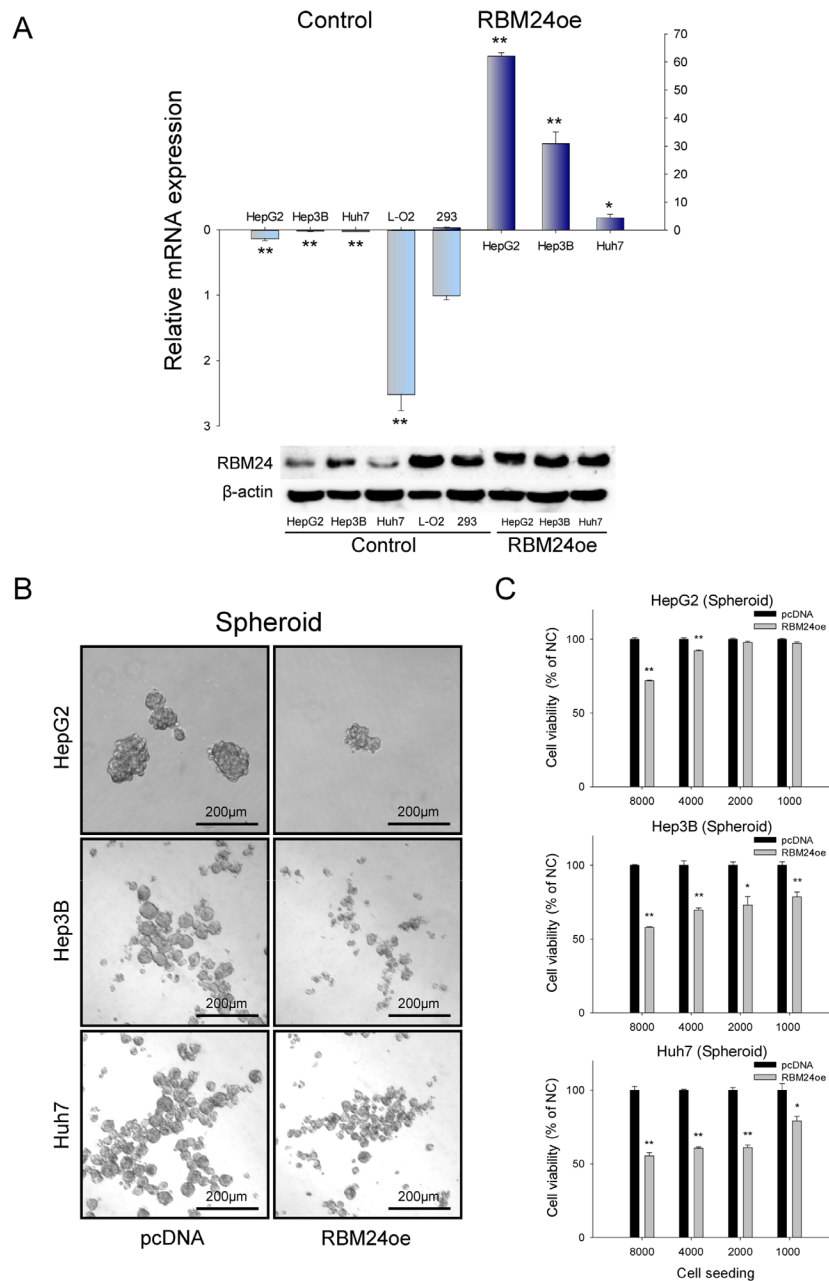 A
Control
RBM24oe
Relative mRNA expression
**
**
*
70
60
50
40
30
20
10
0
HepG2
Hep3B
Huh7
L-O2
293
0
1
2
3
**
**
**
**
HepG2
Hep3B
Huh7
RBM24
β-actin
HepG2 Hep3B Huh7 L-O2 293 HepG2 Hep3B Huh7
Control
RBM24oe
B
Spheroid
HepG2
200µm
200µm
Hep3B
200µm
200µm
Huh7
200µm
200µm
pcDNA
RBM24oe
C
HepG2 (Spheroid)
pcDNA
RBM24oe
Cell viability (% of NC)
100
50
0
**
**
8000 4000 2000 1000
Hep3B (Spheroid)
pcDNA
RBM24oe
Cell viability (% of NC)
100
50
0
**
**
*
**
8000 4000 2000 1000
Huh7 (Spheroid)
pcDNA
RBM24oe
Cell viability (% of NC)
100
50
0
**
**
**
*
8000 4000 2000 1000
Cell seeding